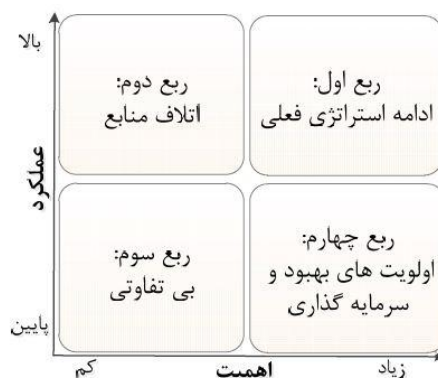 بالا
ربع اول:
ادامه استراتژی فعلی
ربع دوم:
اتلاف منابع
عملکرد
ربع چهارم:
اولویت های بهبود و
سرمایه گذاری
ربع سوم:
بی تفاوتی
پایین
زیاد
اهمیت
کم